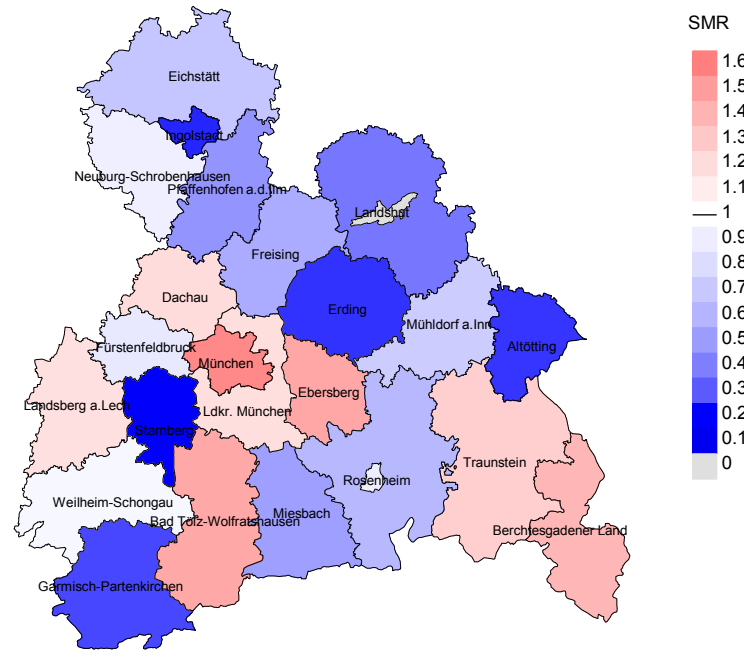 SMR
Eichstätt
1.6
1.5
Ingolstadt
1.4
1.3
Neuburg-Schrobenhausen
Pfaffenhofen a.d.Ilm
1.2
1.1
Landshut
1
Freising
0.9
0.8
Dachau
0.7
Erding
0.6
Mühldorf a.Inn
0.5
Fürstenfeldbruck
Altötting
München
0.4
0.3
Ebersberg
Landsberg a.Lech
Ldkr. München
0.2
Starnberg
0.1
Traunstein
0
Rosenheim
Weilheim-Schongau
Miesbach
Bad Tölz-Wolfratshausen
Berchtesgadener Land
Garmisch-Partenkirchen